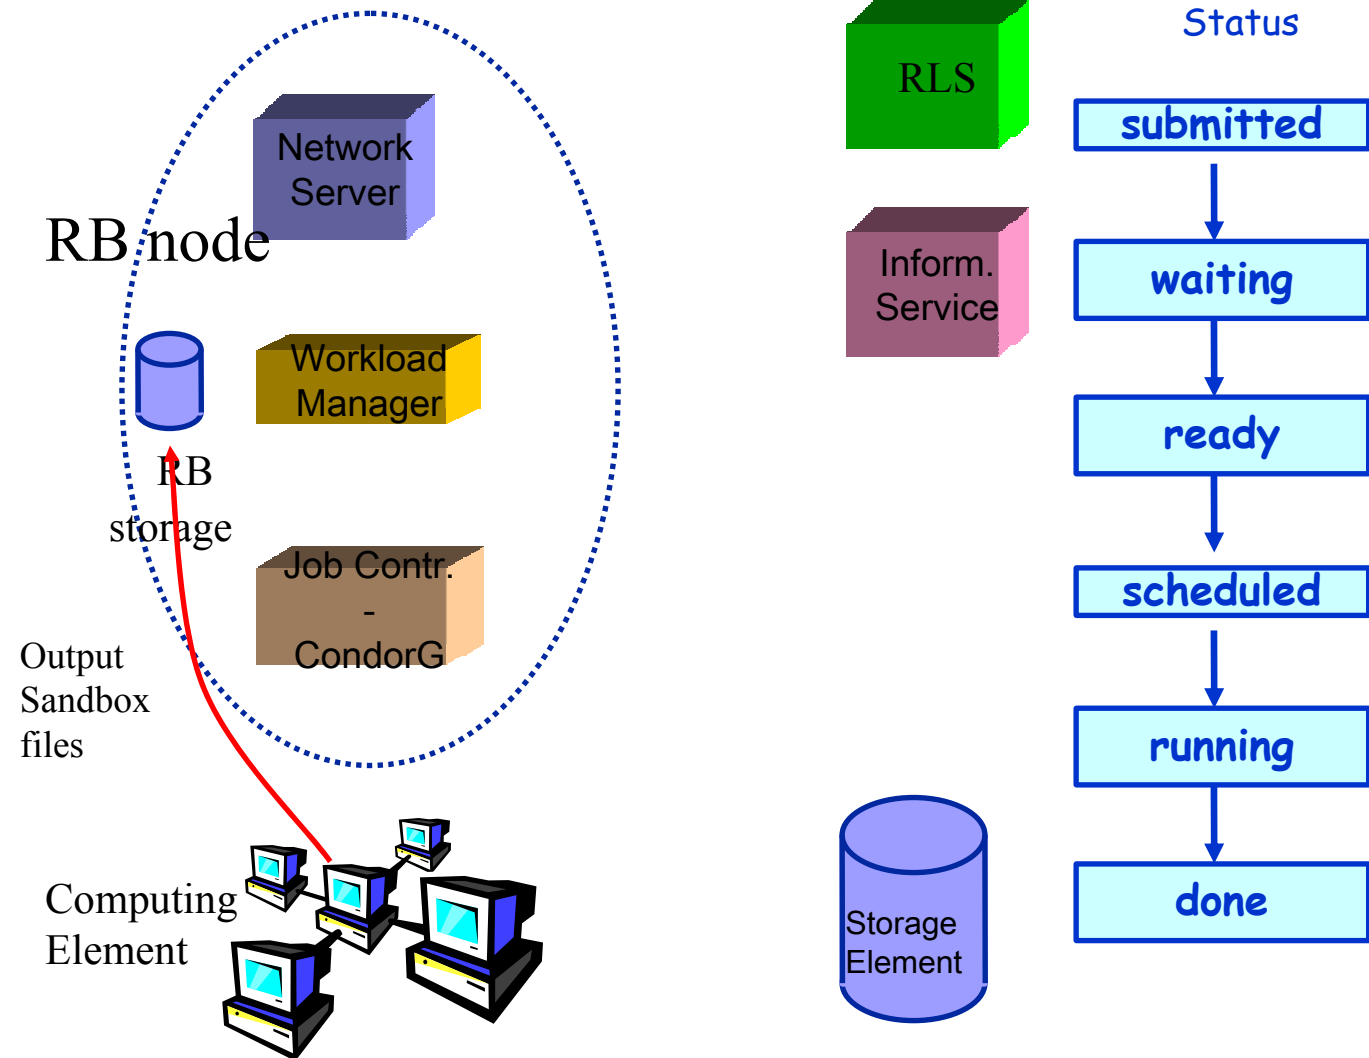 Status
RLS
submitted
Network
Server
RB node
Inform.
Service
waiting
Workload
Manager
ready
RB
storage
Job Contr.
-
CondorG
scheduled
Output
Sandbox
files
running
Computing
Element
Storage
Element
done